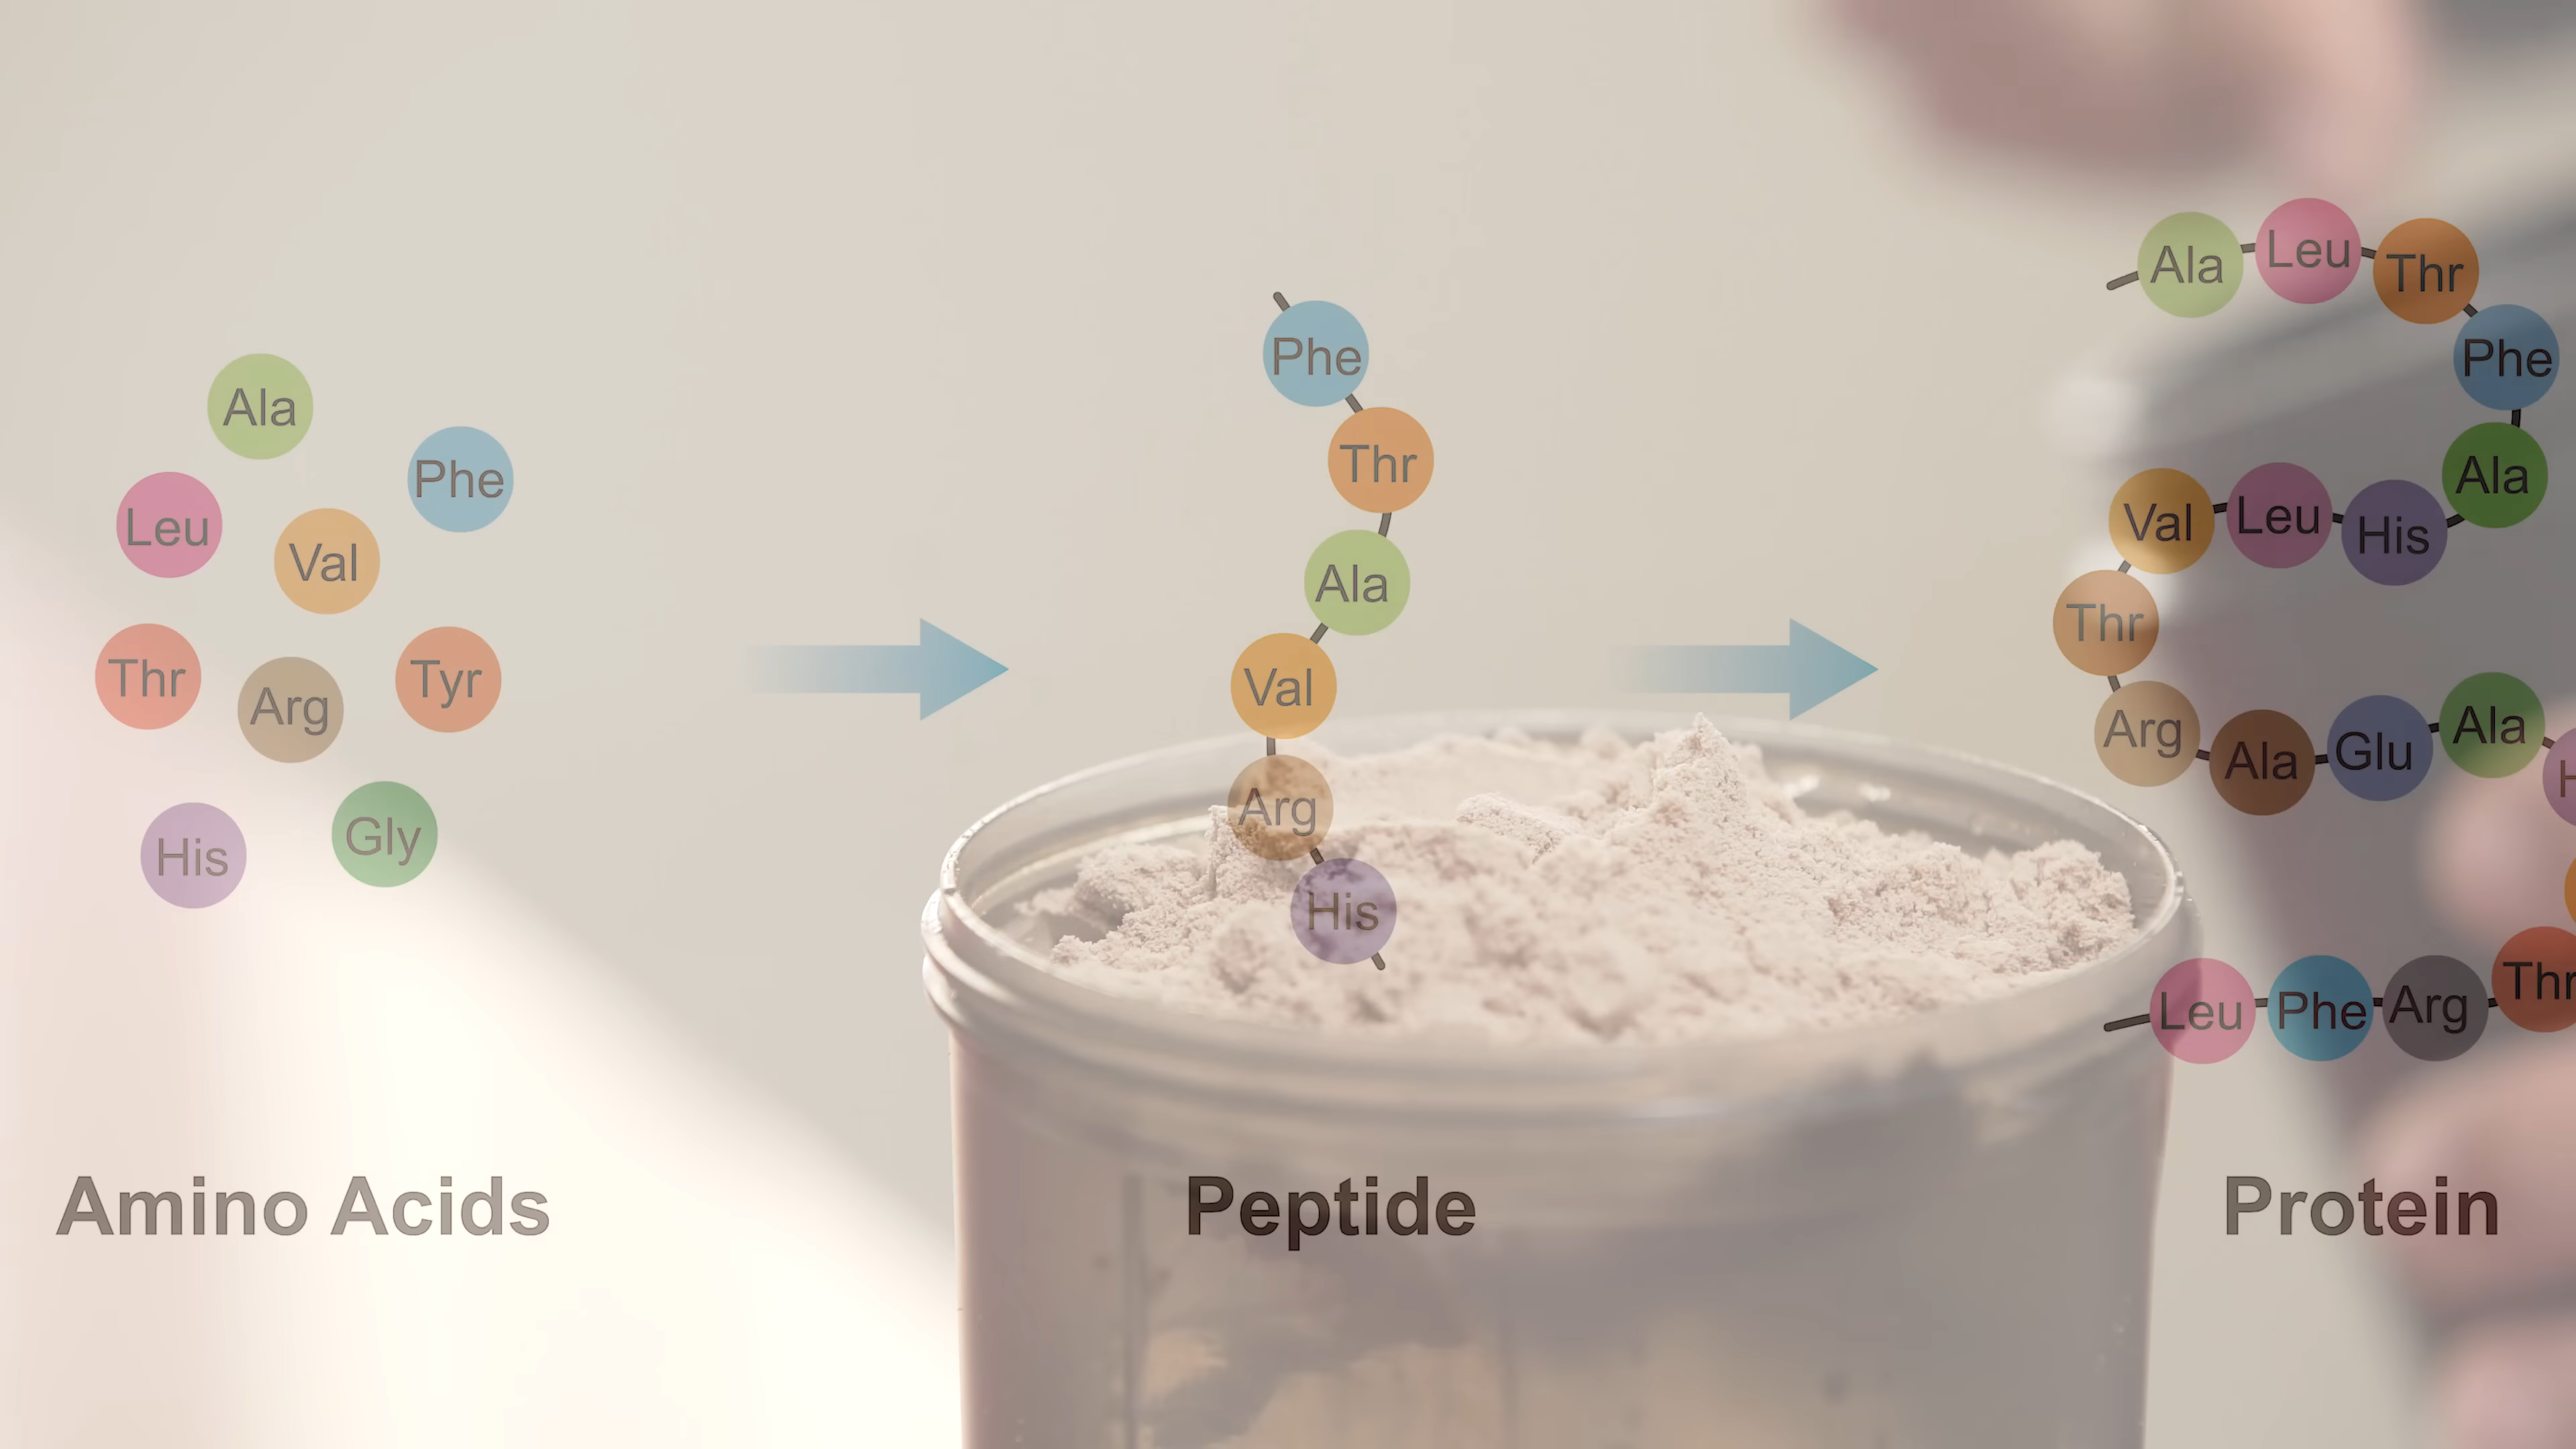 Ala
Phe
Leu
Val
Thr
Arg
Tyr
His
Gly
Amino Acids
Phe
Thr
Ala
Val
Arg
His
Peptide
Ala
Leu
Thr
Phe
Ala
His
Leu
Val
Thr
Arg
Ala
Glu
Ala
Thr
Arg
Phe
Leu
Protein